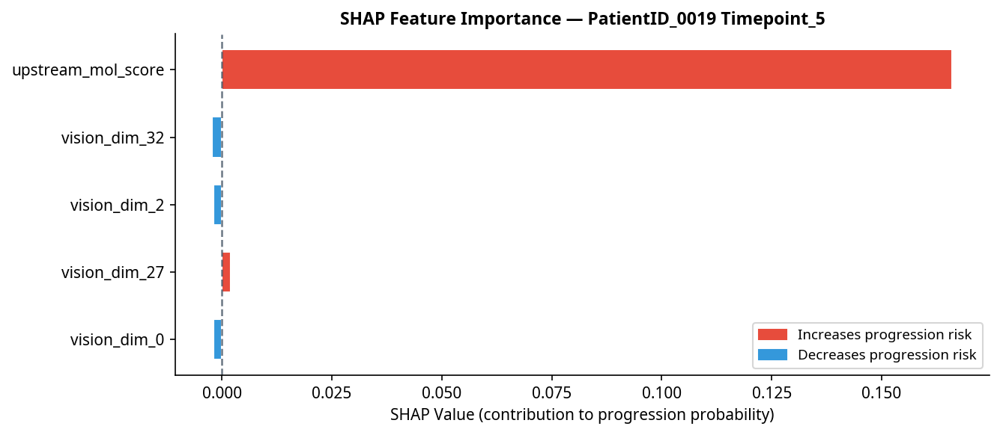 SHAP Feature Importance — PatientID_0019 Timepoint_5
upstream_mol_score
vision_dim_32
vision_dim_2
vision_dim_27
vision_dim_0
Increases progression risk
Decreases progression risk
0.000 0.025 0.050 0.075 0.100 0.125 0.150
SHAP Value (contribution to progression probability)